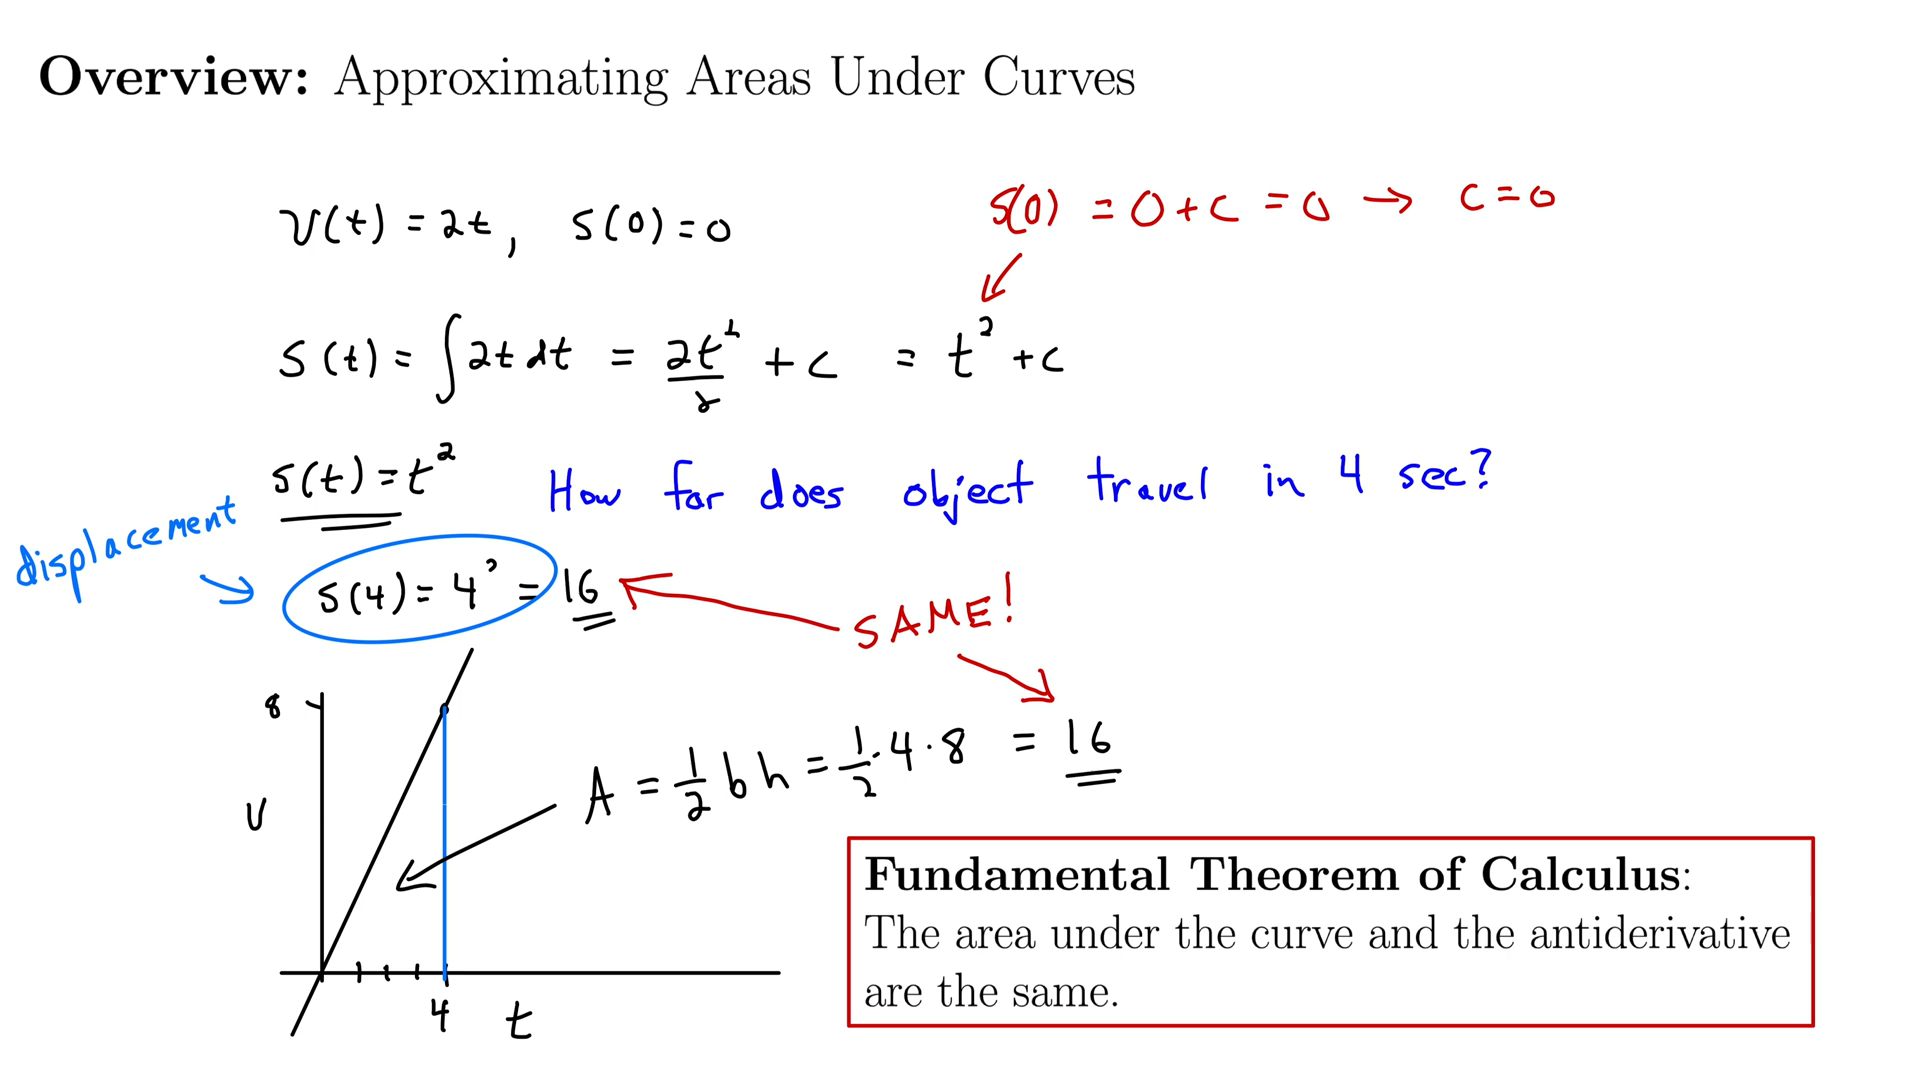 Overview: Approximating Areas Under Curves
v(t) = 2t, s(0) = 0
s(0) = 0 + c = 0 → c = 0
s(t) = ∫2t dt = 2t²/2 + c = t² + c
s(t) = t²
How far does object travel in 4 sec?
displacement
s(4) = 4² = 16
SAME!
8
v
A = 1/2 bh = 1/2 · 4 · 8 = 16
4 t
Fundamental Theorem of Calculus:
The area under the curve and the antiderivative
are the same.